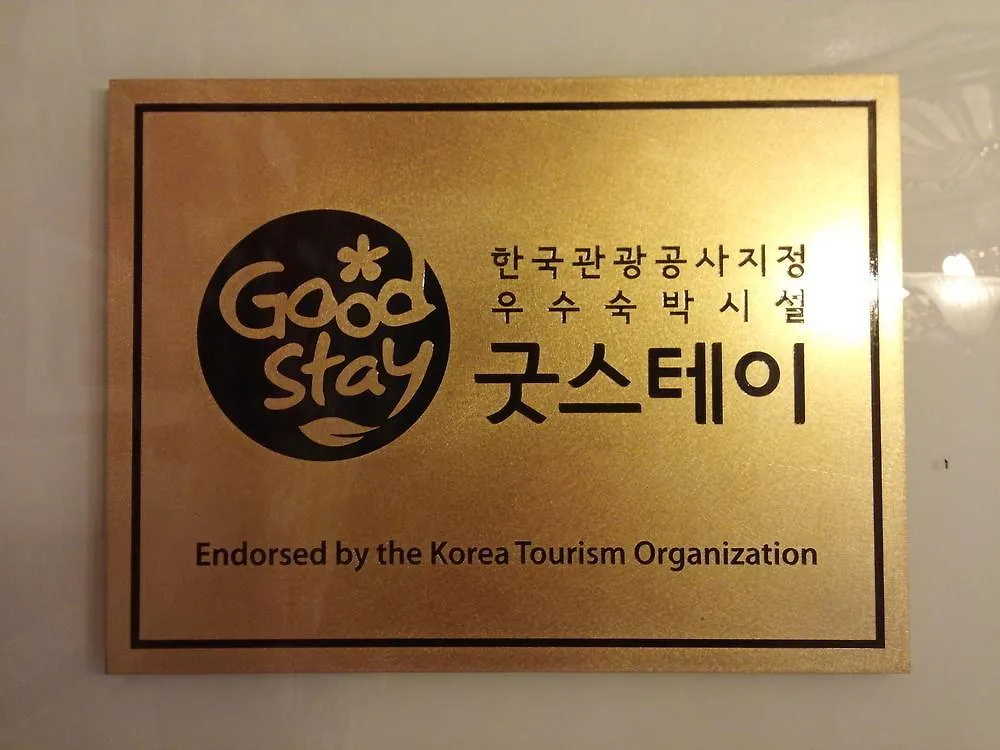 Good
stay
한국관광공사지정
우수숙박시설
굿스테이
Endorsed by the Korea Tourism Organization